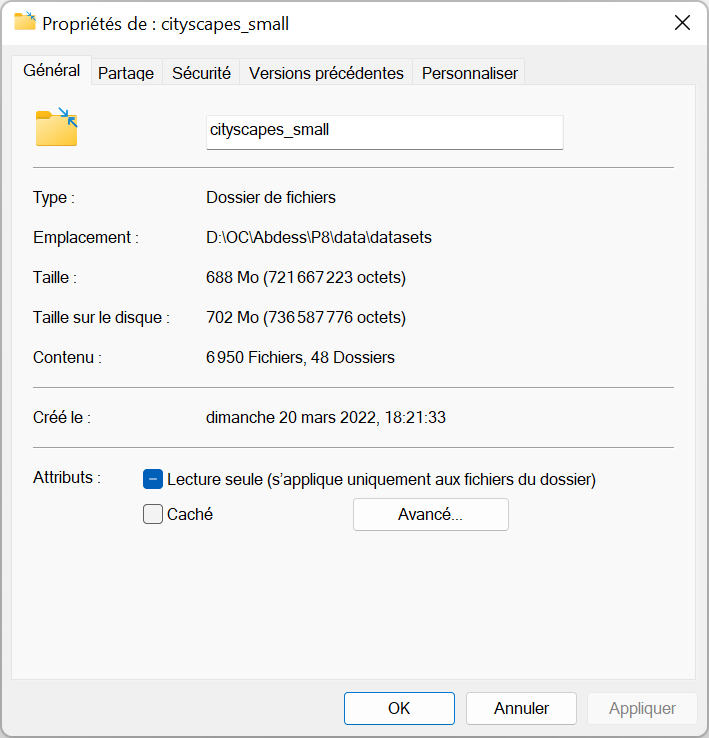 Propriétés de : cityscapes_small
Général Partage Sécurité Versions précédentes Personnaliser
cityscapes_small
Type : Dossier de fichiers
Emplacement : D:\OC\Abdess\P8\data\datasets
Taille : 688 Mo (721 667 223 octets)
Taille sur le disque : 702 Mo (736 587 776 octets)
Contenu : 6 950 Fichiers, 48 Dossiers
Créé le : dimanche 20 mars 2022, 18:21:33
Attributs : Lecture seule (s’applique uniquement aux fichiers du dossier)
Caché Avancé...
OK Annuler Appliquer